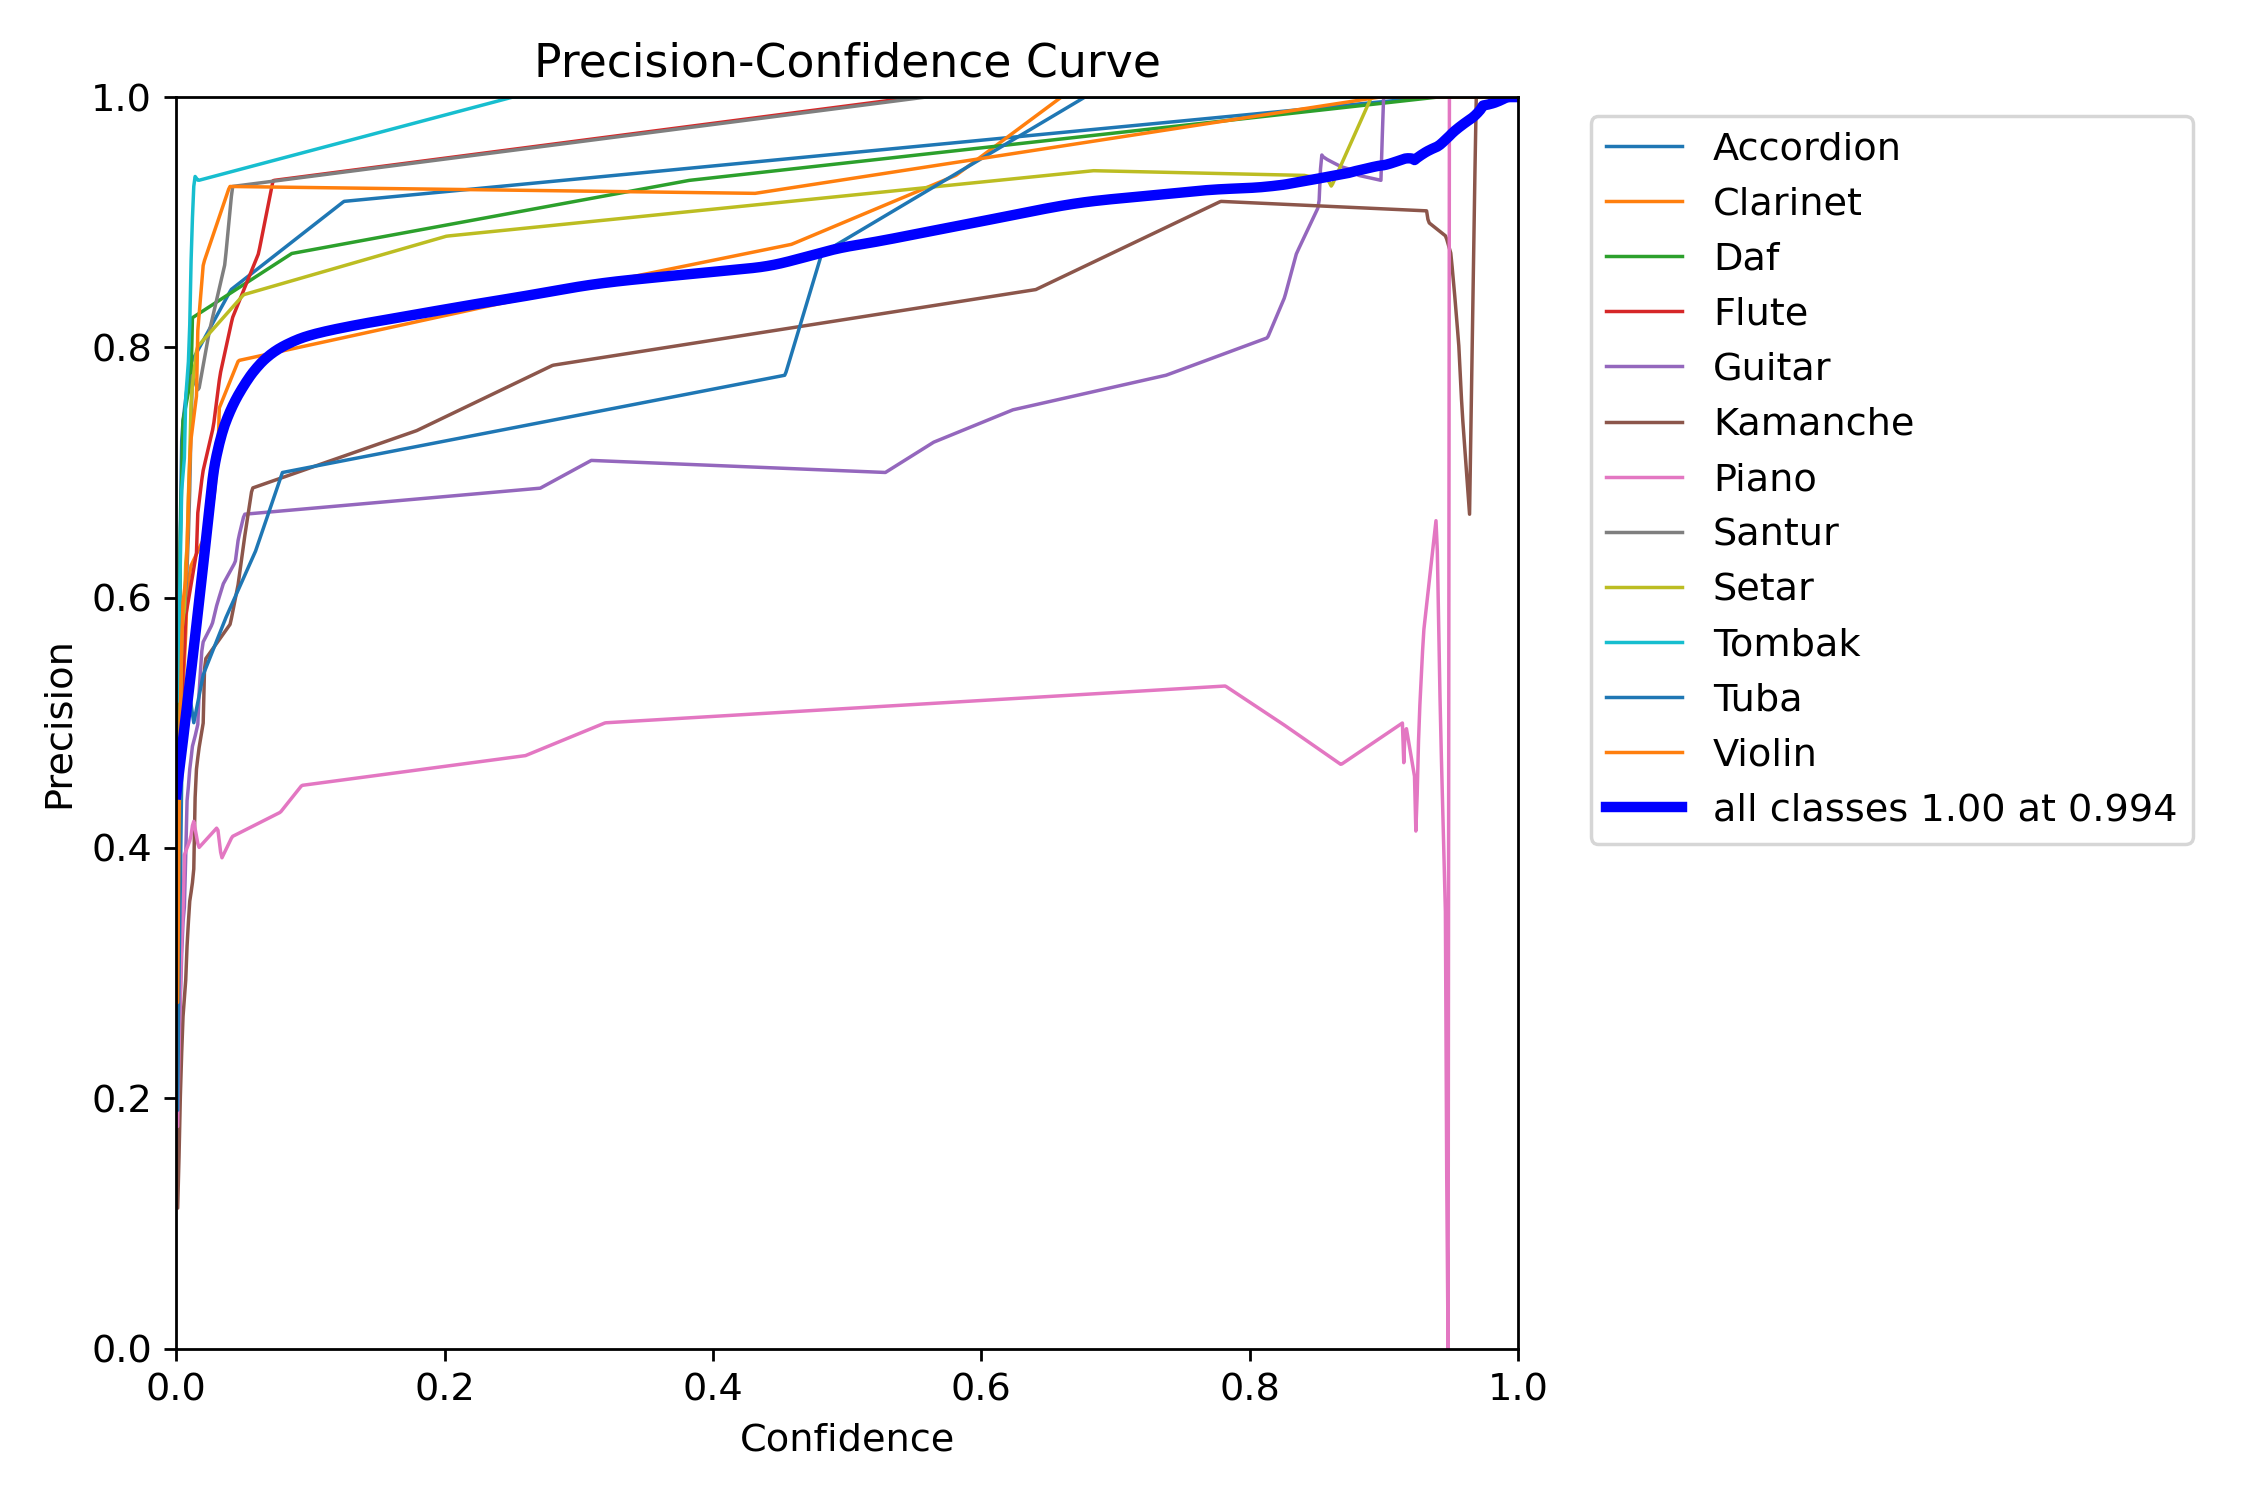 Precision-Confidence Curve
1.0
0.8
0.6
0.4
0.2
0.0
Precision
0.0 0.2 0.4 0.6 0.8 1.0
Confidence
Accordion
Clarinet
Daf
Flute
Guitar
Kamanche
Piano
Santur
Setar
Tombak
Tuba
Violin
all classes 1.00 at 0.994